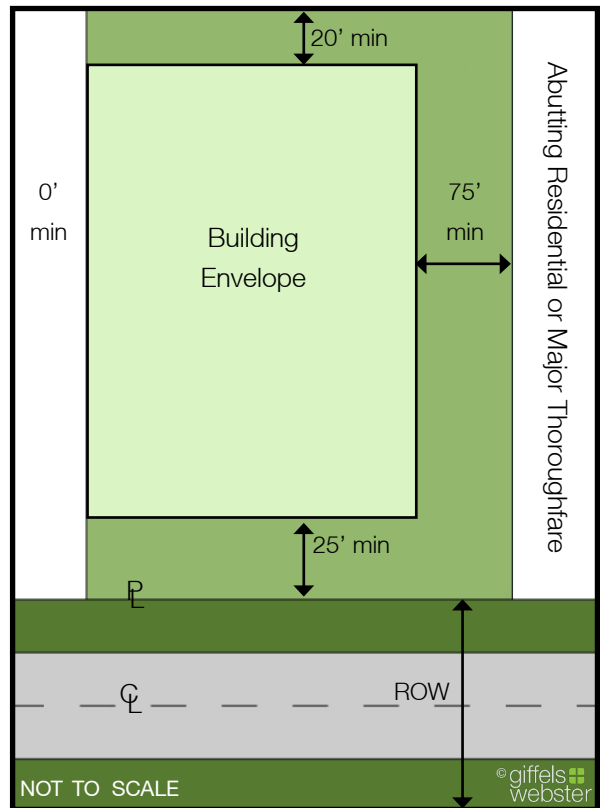 20’ min
0’
min
75’
min
Building
Envelope
Abutting Residential or Major Thoroughfare
25’ min
PL
CL
ROW
NOT TO SCALE
© giffels
webster